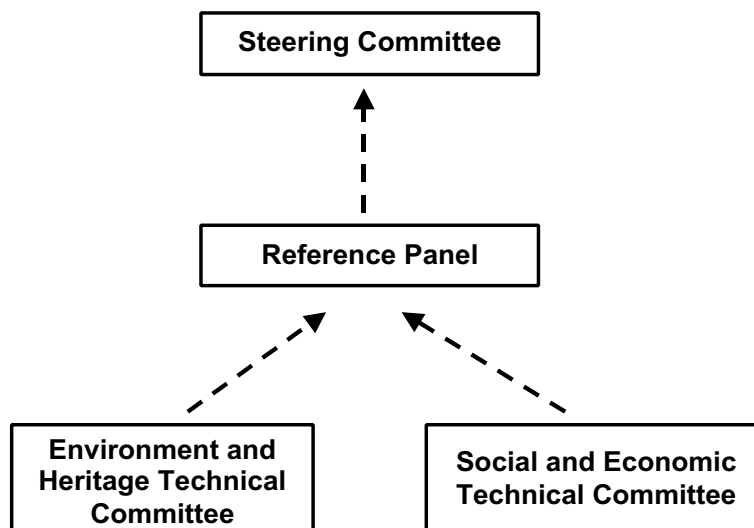 Steering Committee
Reference Panel
Environment and
Heritage Technical
Committee
Social and Economic
Technical Committee